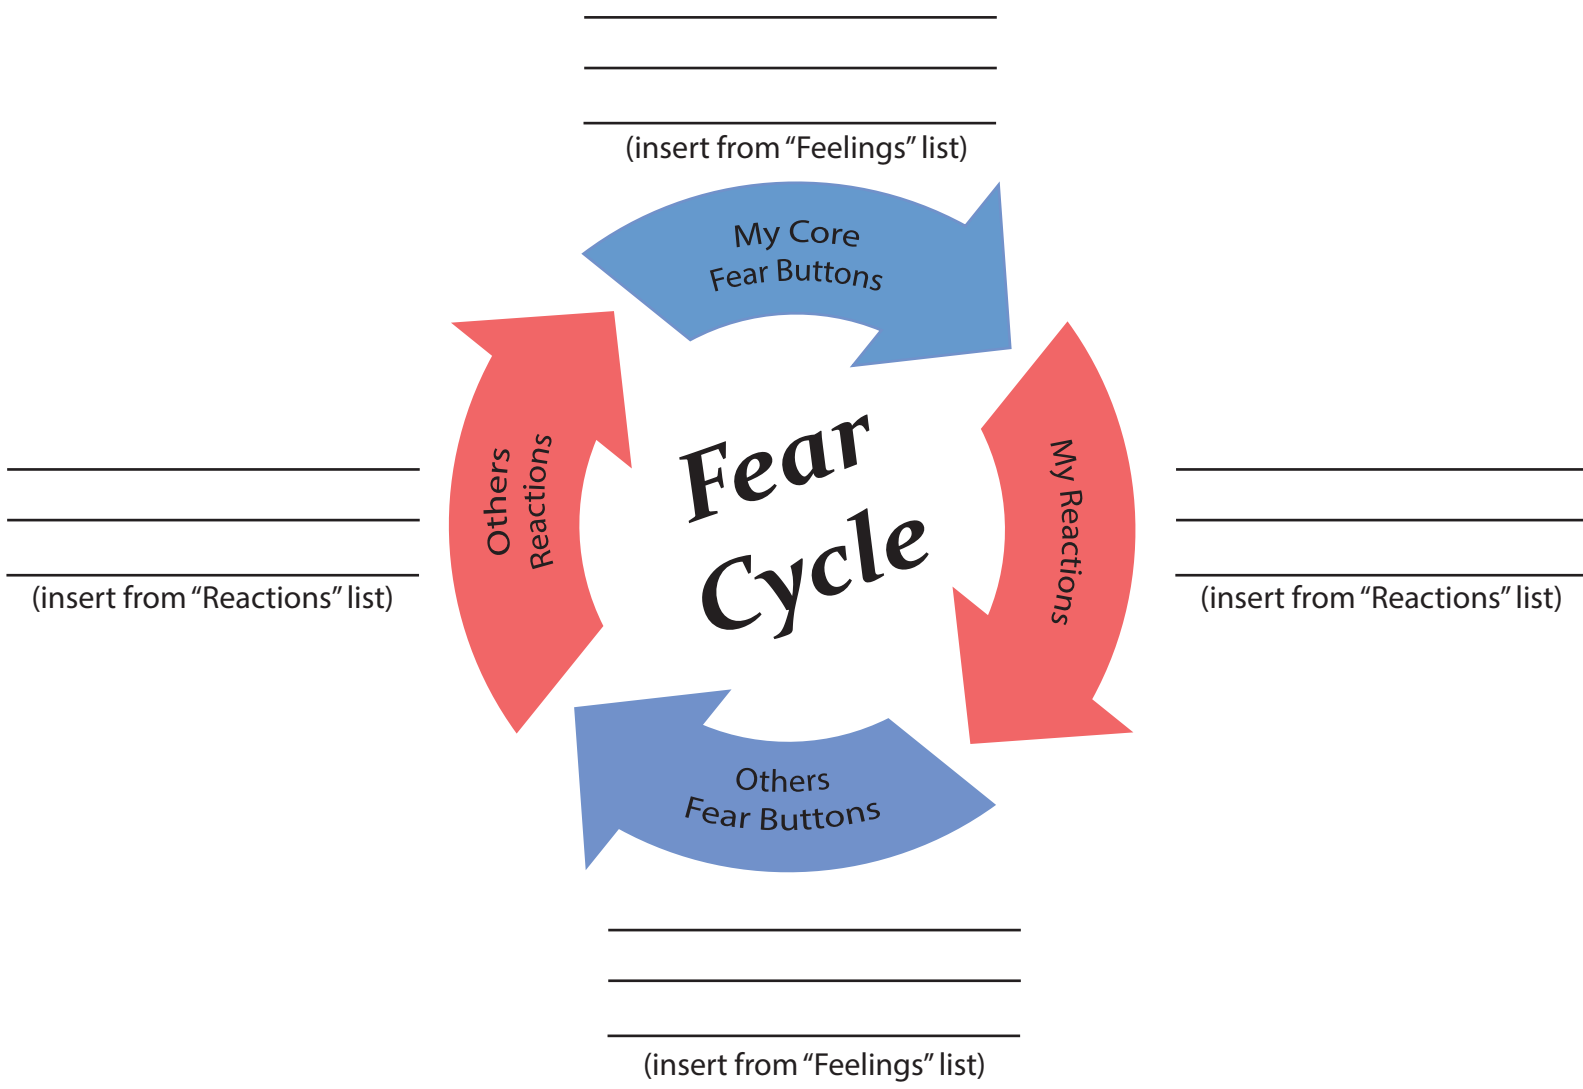 (insert from “Feelings” list)
My Core
Fear Buttons
Others
Reactions
Fear
Cycle
My Reactions
(insert from “Reactions” list)
(insert from “Reactions” list)
Others
Fear Buttons
(insert from “Feelings” list)